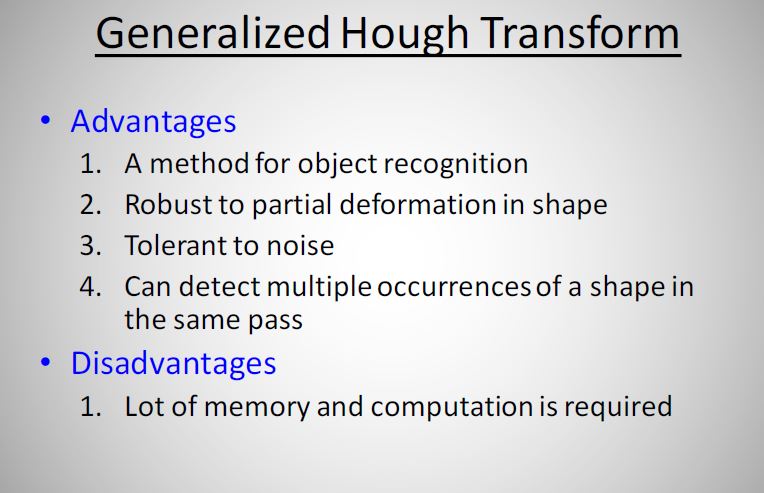 Generalized Hough Transform
• Advantages
1. A method for object recognition
2. Robust to partial deformation in shape
3. Tolerant to noise
4. Can detect multiple occurrences of a shape in
the same pass
• Disadvantages
1. Lot of memory and computation is required